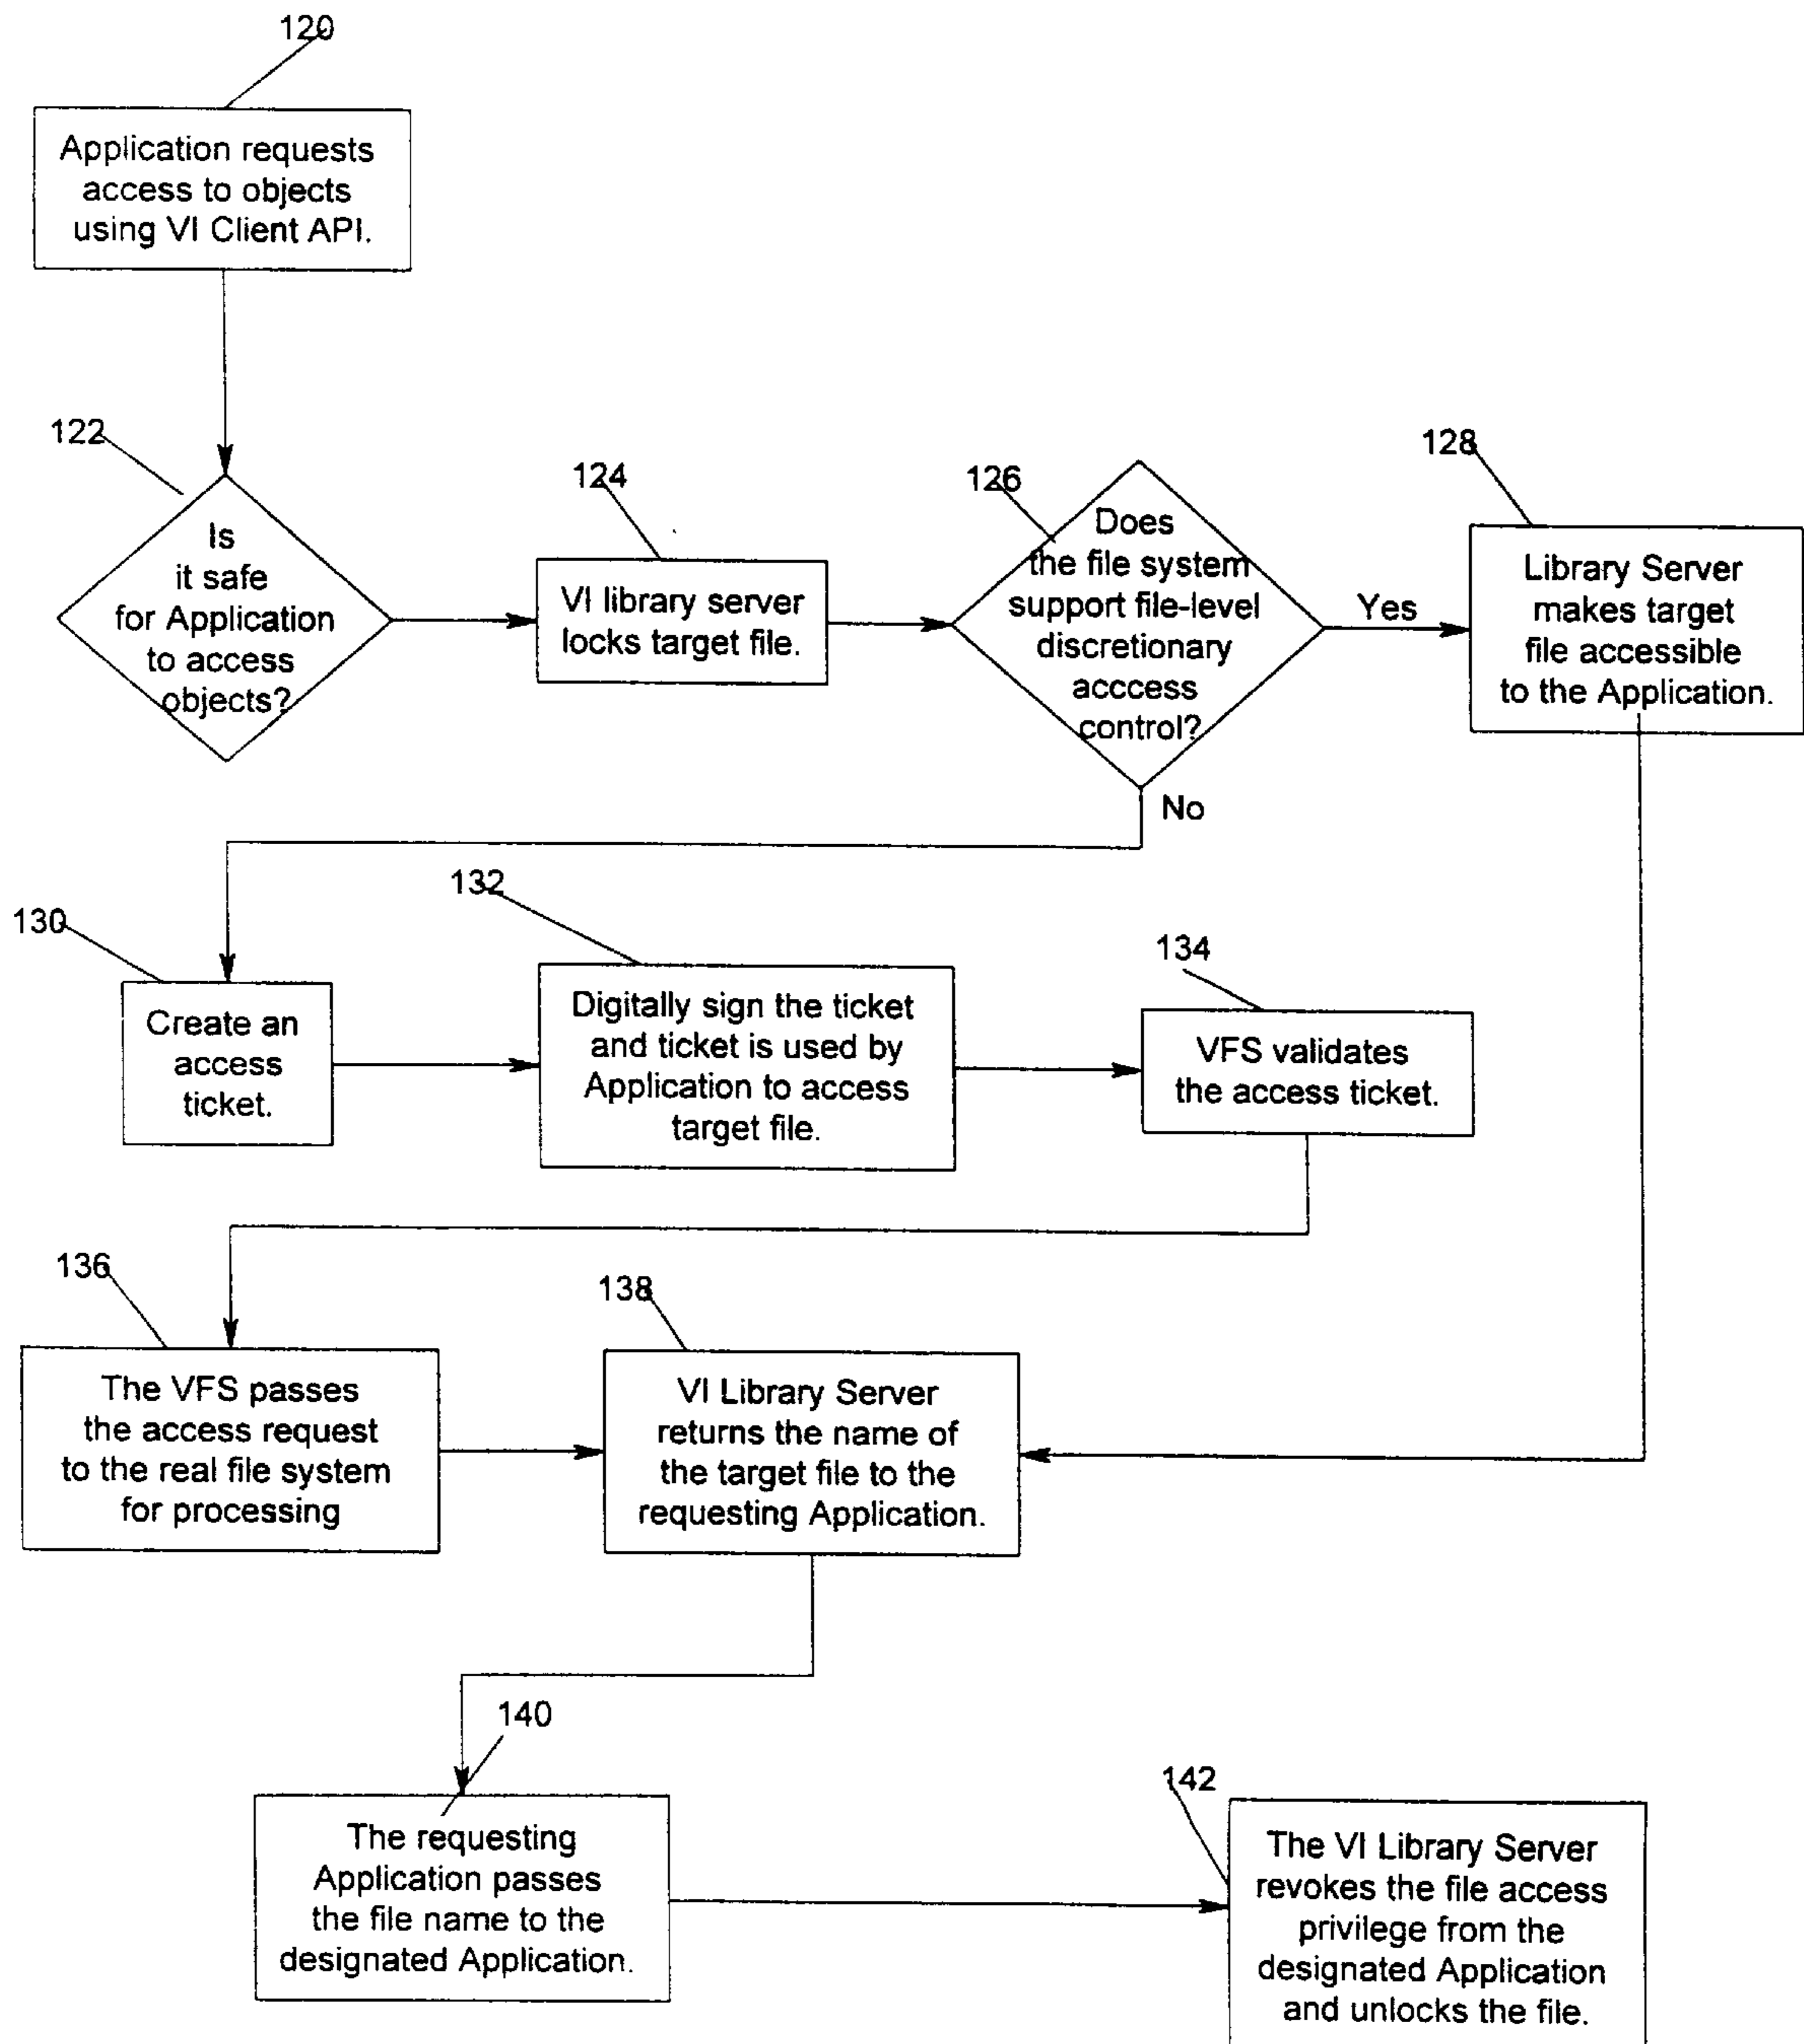 120
Application requests
access to objects
using VI Client API.
122
Is
it safe
for Application
to access
objects?
124
VI library server
locks target file.
126
Does
the file system
support file-level
discretionary
acccess
control?
Yes
No
128
Library Server
makes target
file accessible
to the Application.
130
Create an
access
ticket.
132
Digitally sign the ticket
and ticket is used by
Application to access
target file.
134
VFS validates
the access ticket.
136
The VFS passes
the access request
to the real file system
for processing
138
VI Library Server
returns the name of
the target file to the
requesting Application.
140
The requesting
Application passes
the file name to the
designated Application.
142
The VI Library Server
revokes the file access
privilege from the
designated Application
and unlocks the file.